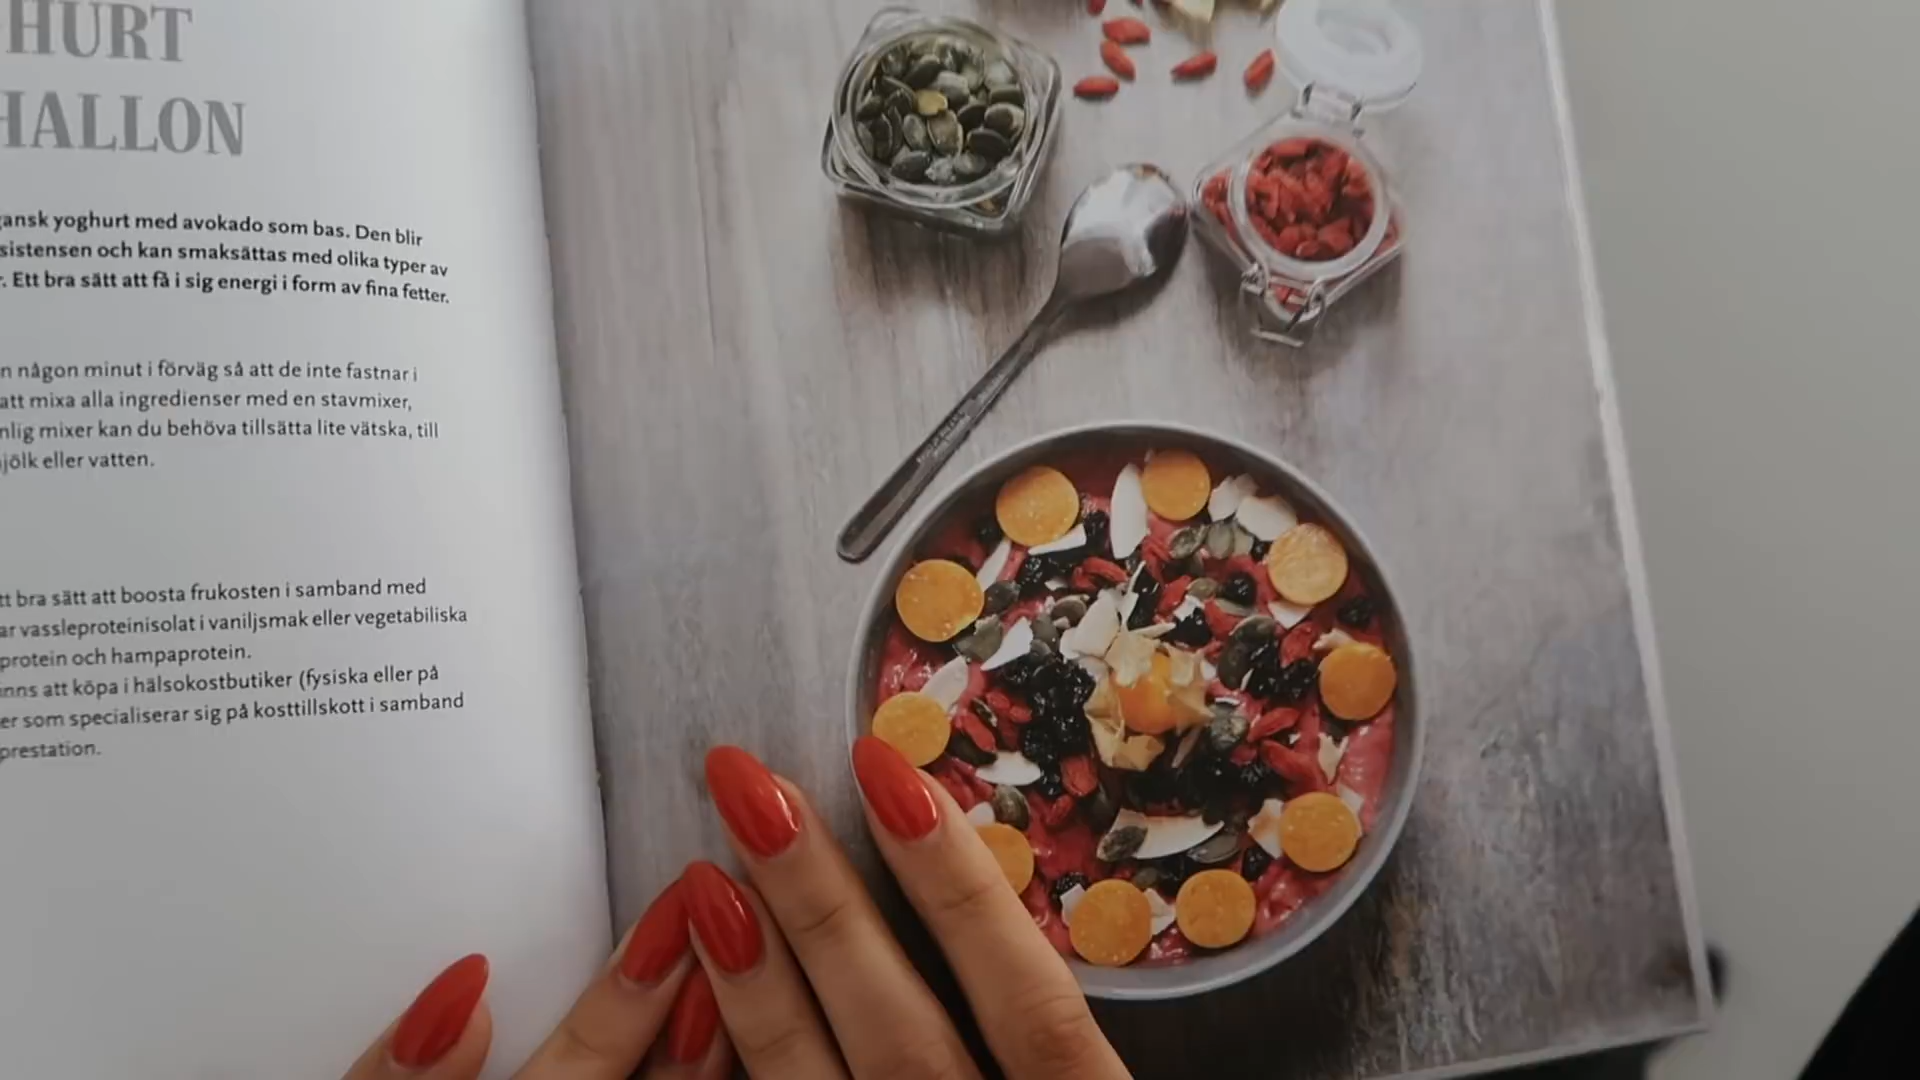 HURT
HALLON
ansk yoghurt med avokado som bas. Den blir
sistensen och kan smaksättas med olika typer av
. Ett bra sätt att få i sig energi i form av fina fetter.
n någon minut i förväg så att de inte fastnar i
att mixa alla ingredienser med en stavmixer,
nlig mixer kan du behöva tillsätta lite vätska, till
jölk eller vatten.
tt bra sätt att boosta frukosten i samband med
ar vassleproteinisolat i vaniljsmak eller vegetabiliska
protein och hampaprotein.
inns att köpa i hälsokostbutiker (fysiska eller på
er som specialiserar sig på kosttillskott i samband
prestation.